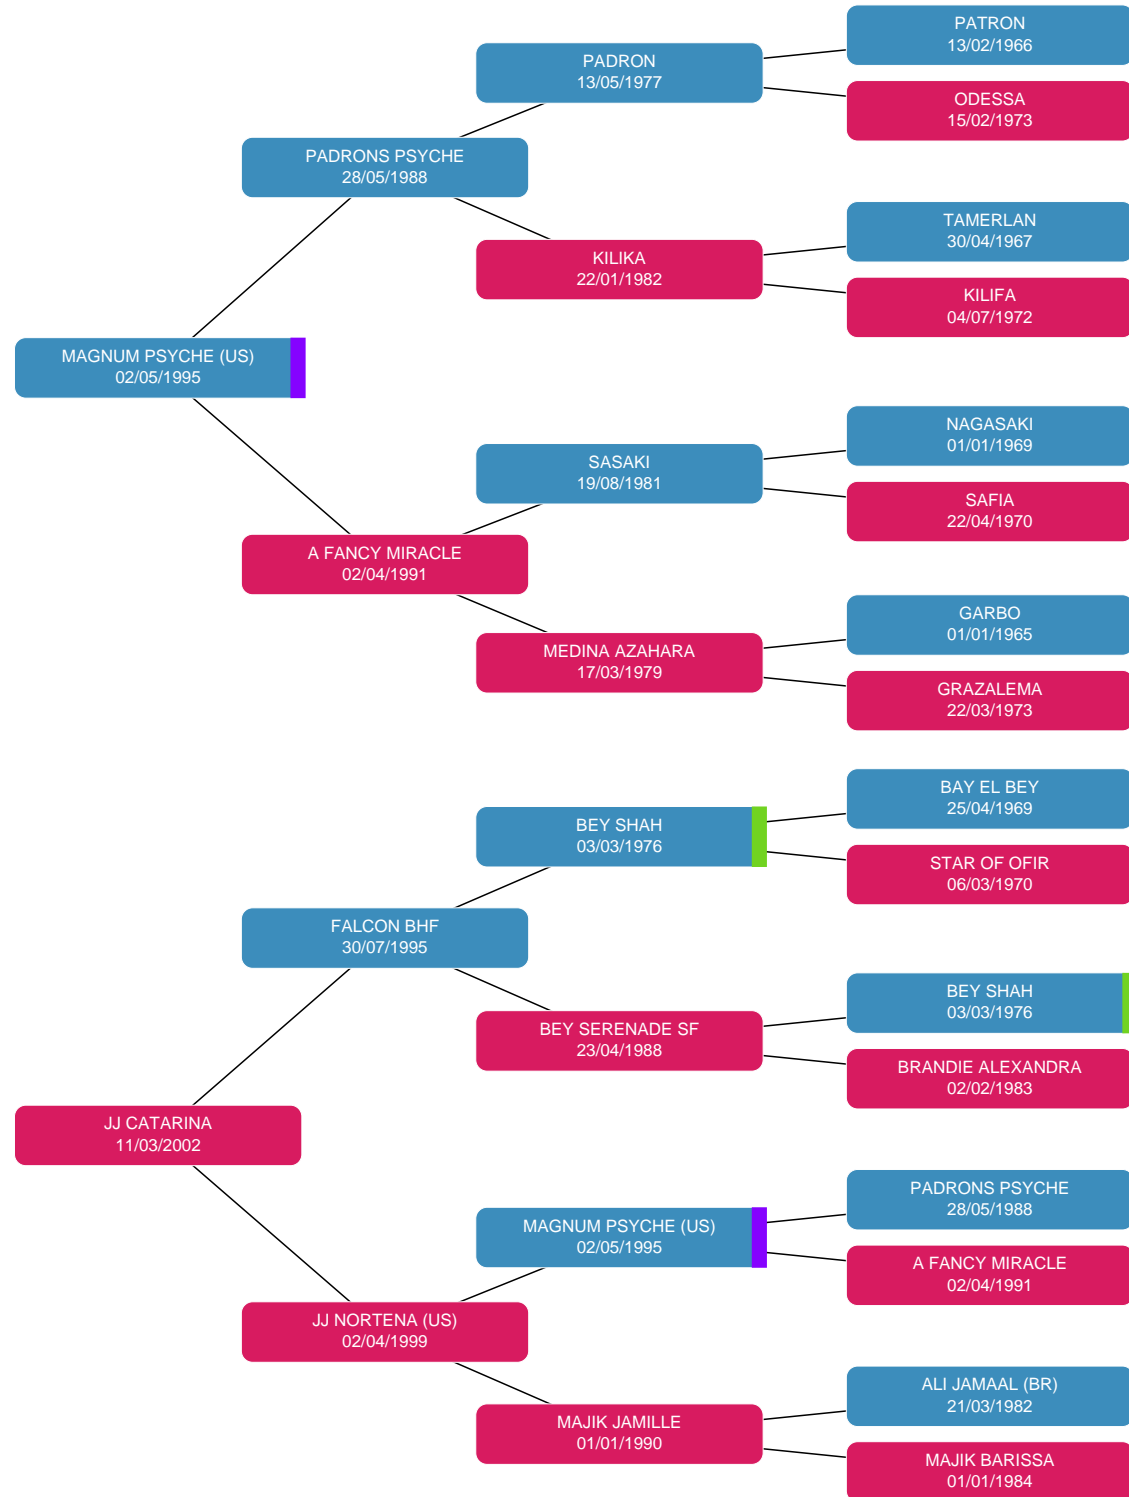 PATRON
13/02/1966
PADRON
13/05/1977
ODESSA
15/02/1973
PADRONS PSYCHE
28/05/1988
TAMERLAN
30/04/1967
KILIKA
22/01/1982
KILIFA
04/07/1972
MAGNUM PSYCHE (US)
02/05/1995
NAGASAKI
01/01/1969
SASAKI
19/08/1981
SAFIA
22/04/1970
A FANCY MIRACLE
02/04/1991
GARBO
01/01/1965
MEDINA AZAHARA
17/03/1979
GRAZALEMA
22/03/1973
BAY EL BEY
25/04/1969
BEY SHAH
03/03/1976
STAR OF OFIR
06/03/1970
FALCON BHF
30/07/1995
BEY SHAH
03/03/1976
BEY SERENADE SF
23/04/1988
BRANDIE ALEXANDRA
02/02/1983
JJ CATARINA
11/03/2002
PADRONS PSYCHE
28/05/1988
MAGNUM PSYCHE (US)
02/05/1995
A FANCY MIRACLE
02/04/1991
JJ NORTENA (US)
02/04/1999
ALI JAMAAL (BR)
21/03/1982
MAJIK JAMILLE
01/01/1990
MAJIK BARISSA
01/01/1984